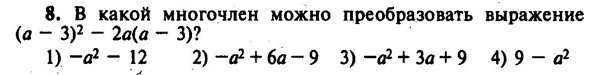 8. В какой многочлен можно преобразовать выражение
(a − 3)² − 2a(a − 3)?
1) −a² − 12 2) −a² + 6a − 9 3) −a² + 3a + 9 4) 9 − a²